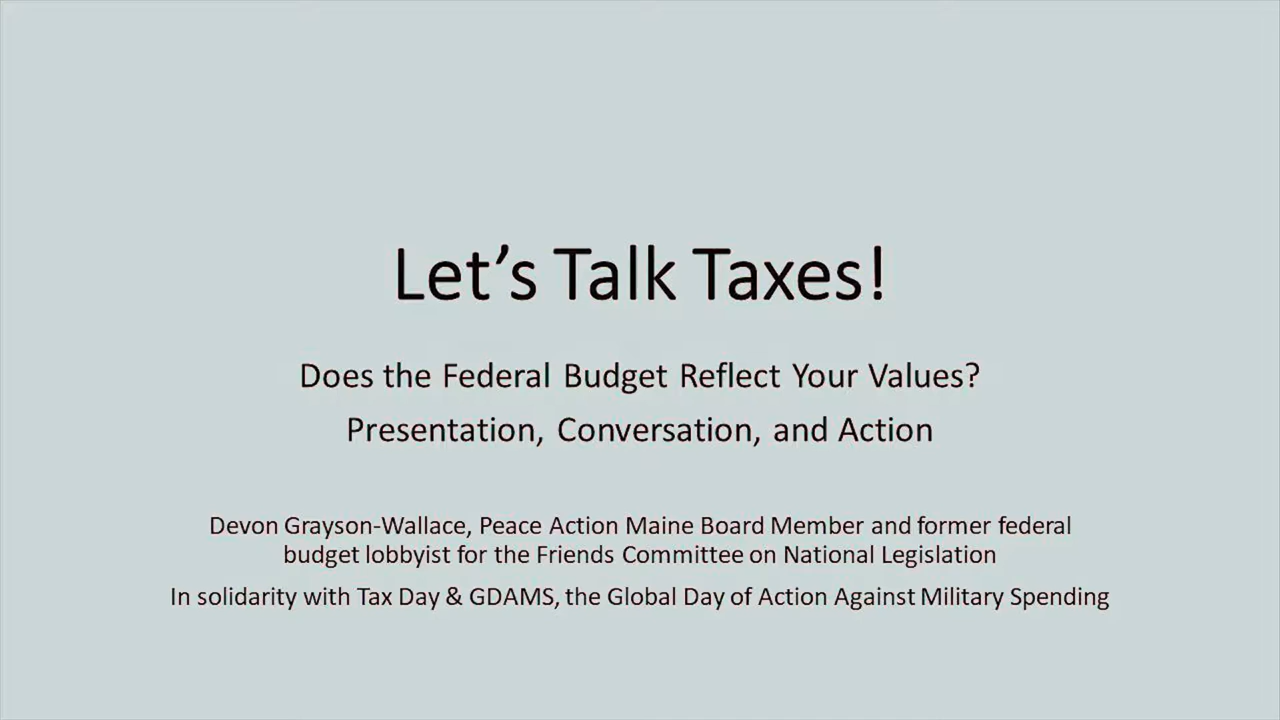 Let’s Talk Taxes!
Does the Federal Budget Reflect Your Values?
Presentation, Conversation, and Action
Devon Grayson-Wallace, Peace Action Maine Board Member and former federal
budget lobbyist for the Friends Committee on National Legislation
In solidarity with Tax Day & GDAMS, the Global Day of Action Against Military Spending